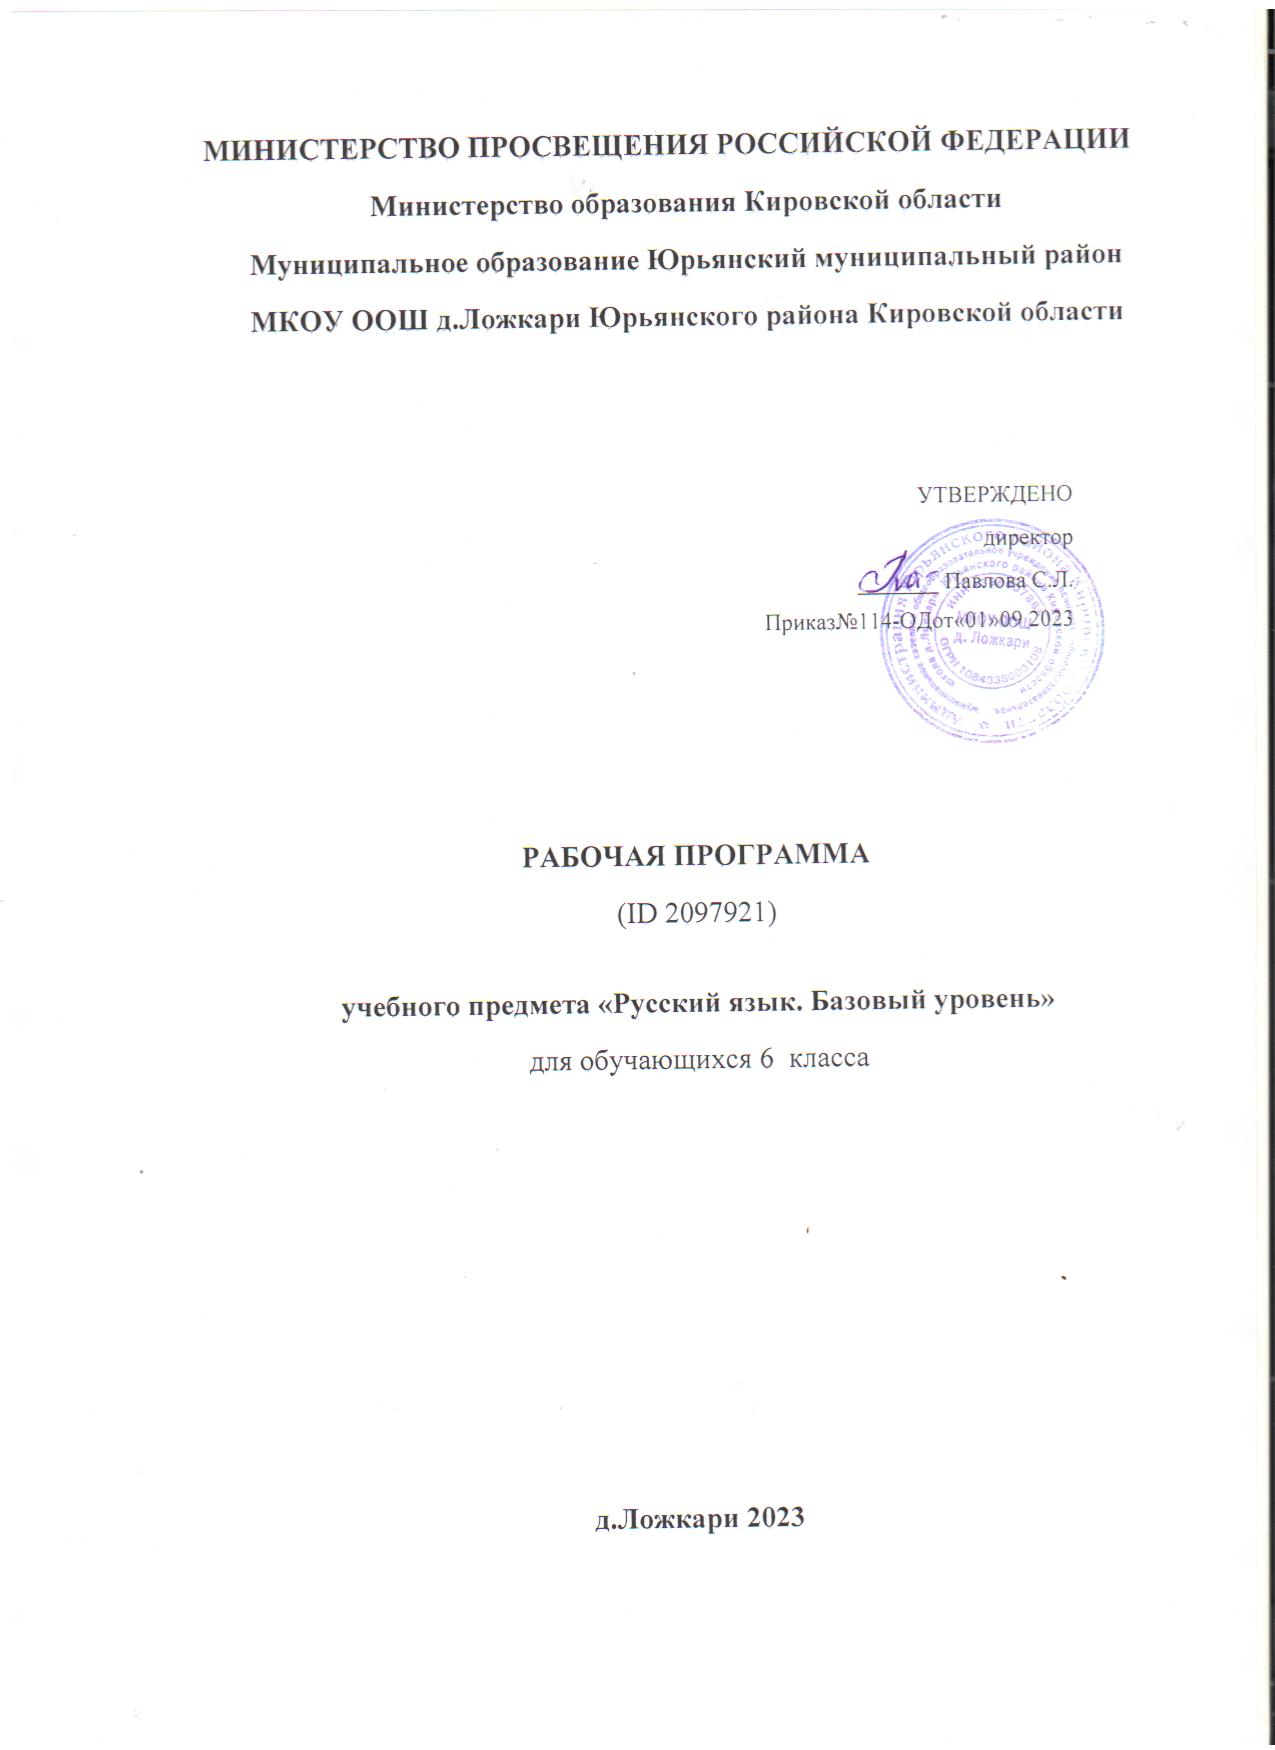 МИНИСТЕРСТВО ПРОСВЕЩЕНИЯ РОССИЙСКОЙ ФЕДЕРАЦИИ
Министерство образования Кировской области
Муниципальное образование Юрьянский муниципальный район
МКОУ ООШ д.Ложкари Юрьянского района Кировской области
УТВЕРЖДЕНО
директор
Павлова С.Л.
Приказ№114-ОДот«01»09 2023
МКОУ ООШ
д. Ложкари
РАБОЧАЯ ПРОГРАММА
(ID 2097921)
учебного предмета «Русский язык. Базовый уровень»
для обучающихся 6 класса
д.Ложкари 2023